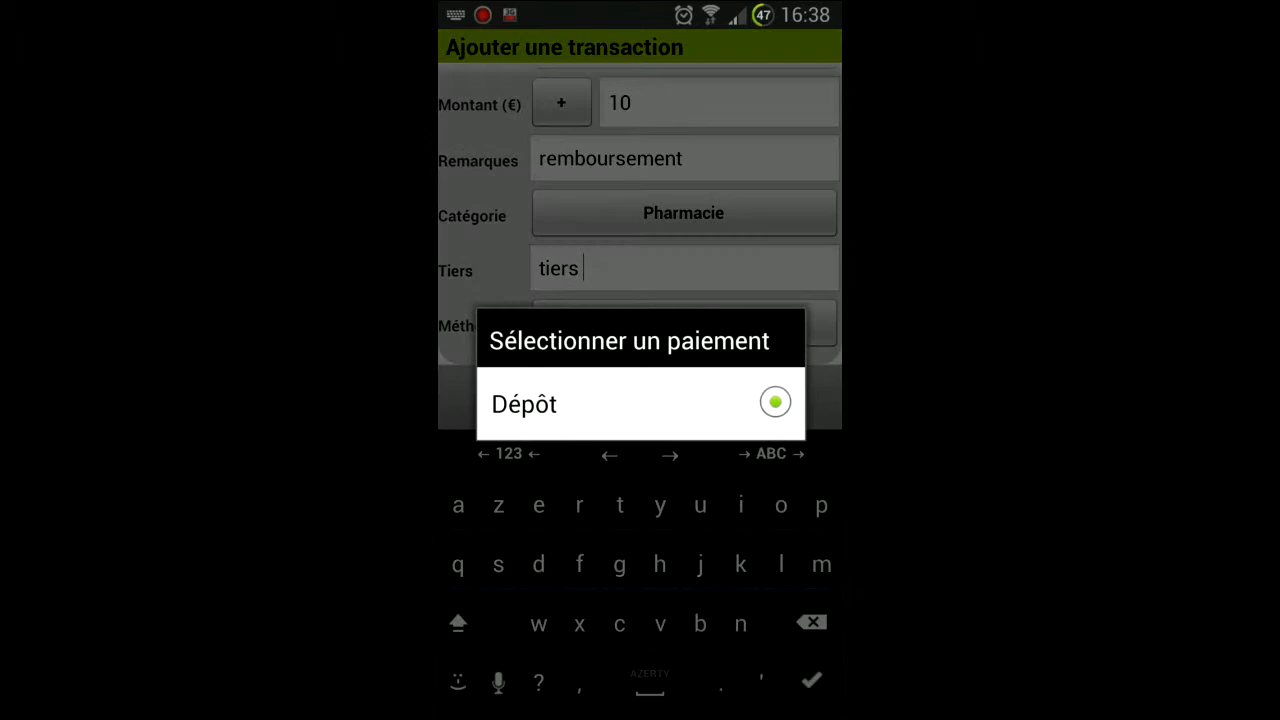 47 16:38
Ajouter une transaction
Montant (€) + 10
Remarques remboursement
Catégorie Pharmacie
Tiers tiers
Méth
Sélectionner un paiement
Dépôt
← 123 ← ← → → ABC →
a z e r t y u i o p
q s d f g h j k l m
w x c v b n
AZERTY
? , . '